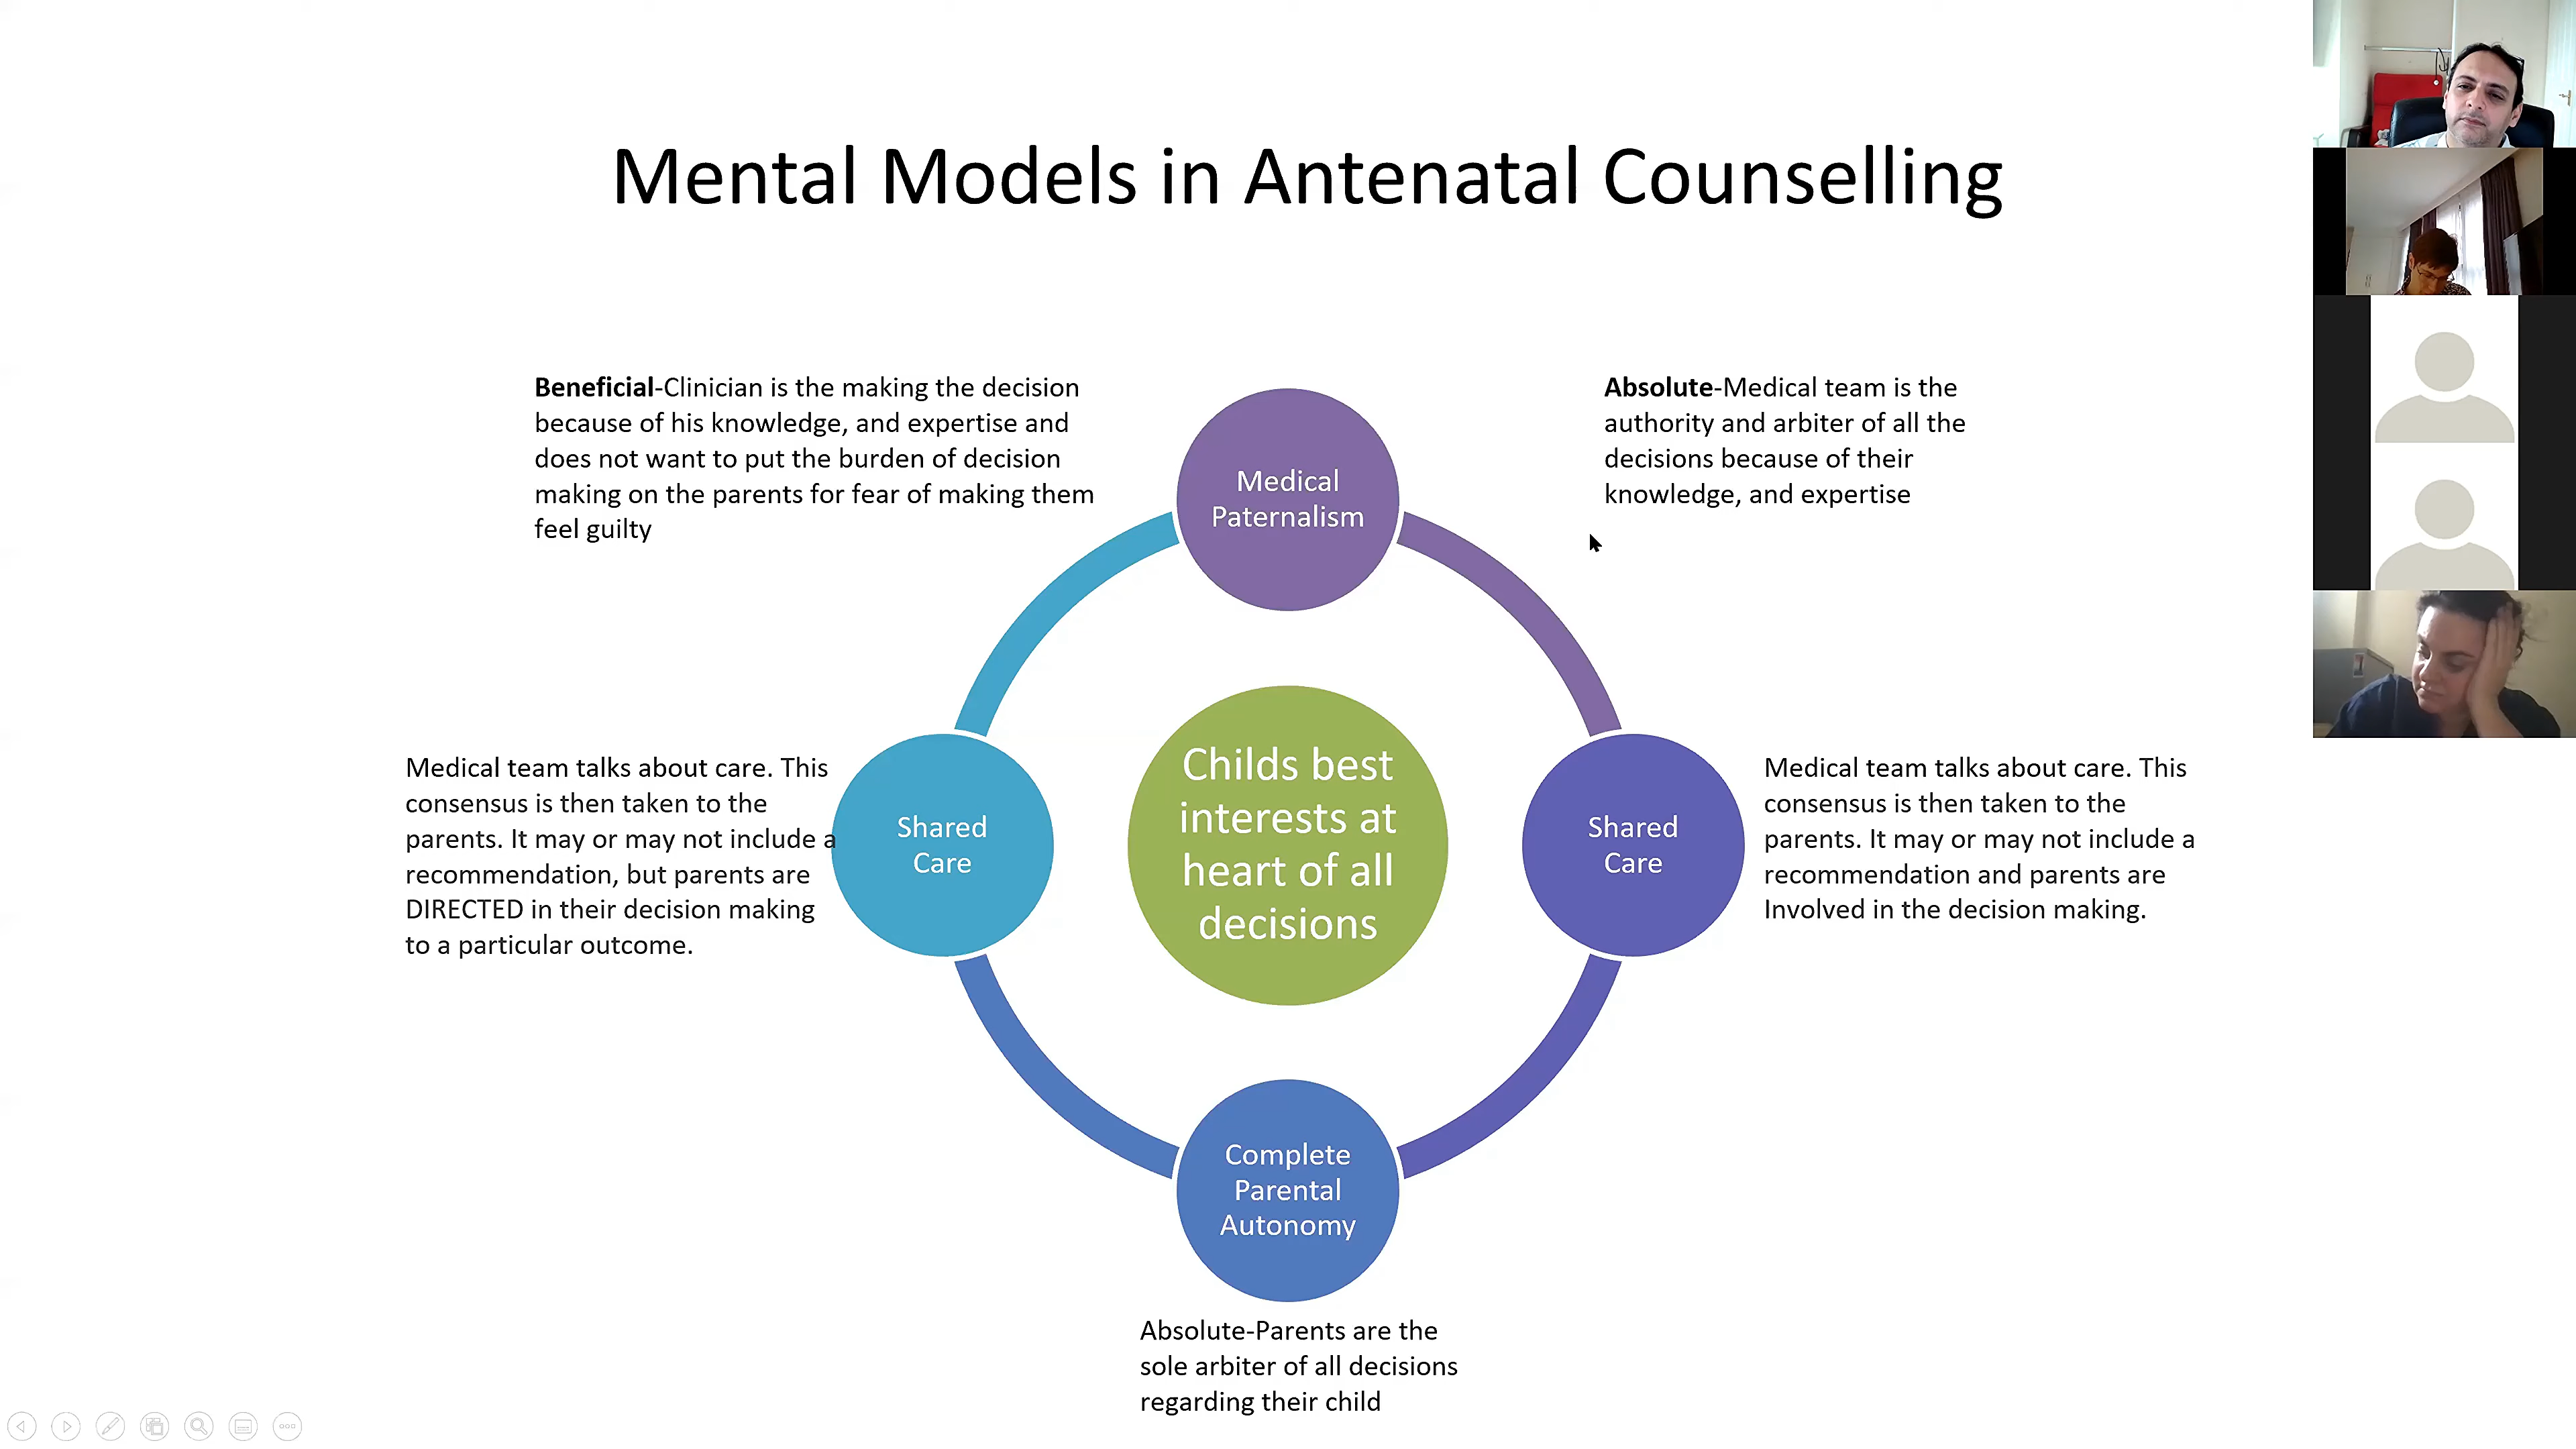 Mental Models in Antenatal Counselling
Beneficial-Clinician is the making the decision
because of his knowledge, and expertise and
does not want to put the burden of decision
making on the parents for fear of making them
feel guilty
Absolute-Medical team is the
authority and arbiter of all the
decisions because of their
knowledge, and expertise
Medical
Paternalism
Medical team talks about care. This
consensus is then taken to the
parents. It may or may not include a
recommendation, but parents are
DIRECTED in their decision making
to a particular outcome.
Shared
Care
Childs best
interests at
heart of all
decisions
Shared
Care
Medical team talks about care. This
consensus is then taken to the
parents. It may or may not include a
recommendation and parents are
Involved in the decision making.
Complete
Parental
Autonomy
Absolute-Parents are the
sole arbiter of all decisions
regarding their child